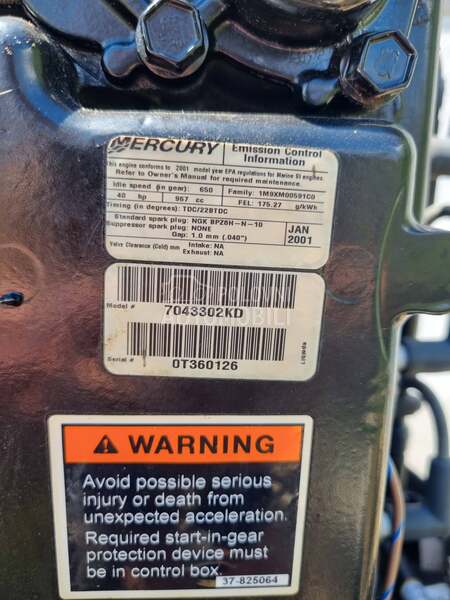 MERCURY
Emission Control
Information
This engine conforms to 2001 model year EPA regulations for Marine SI engines.
Refer to Owner's Manual for required maintenance.
Idle speed (in gear): 650 Family: 1M9XM00591C0
40 hp 967 cc FEL: 175.27 g/kWh
Timing (in degrees): TDC/22BTDC
Standard spark plug: NGK BPZ8H-N-10
Suppressor spark plug: NONE
Gap: 1.0 mm (.040")
JAN
2001
Valve Clearance (Cold) mm Intake: NA
Exhaust: NA
POLOVNI
AUTOMOBILI
Model # 7043302KD
Serial # 0T360126
WARNING
Avoid possible serious
injury or death from
unexpected acceleration.
Required start-in-gear
protection device must
be in control box.
37-825064